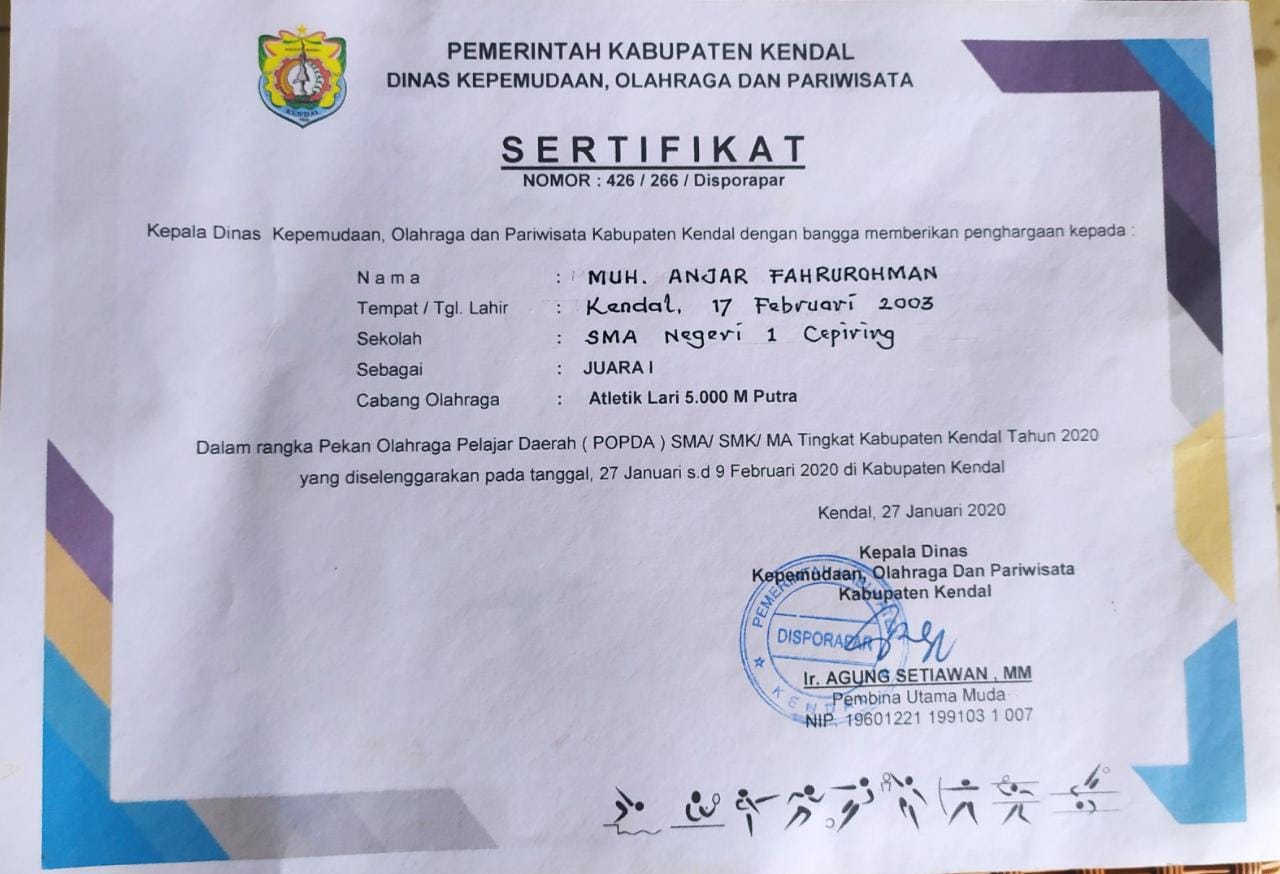 PEMERINTAH KABUPATEN KENDAL
DINAS KEPEMUDAAN, OLAHRAGA DAN PARIWISATA
KENDAL
SERTIFIKAT
NOMOR : 426 / 266 / Disporapar
Kepala Dinas Kepemudaan, Olahraga dan Pariwisata Kabupaten Kendal dengan bangga memberikan penghargaan kepada :
Nama : MUH. ANJAR FAHRUROHMAN
Tempat / Tgl. Lahir : Kendal, 17 Februari 2003
Sekolah : SMA Negeri 1 Cepiring
Sebagai : JUARA I
Cabang Olahraga : Atletik Lari 5.000 M Putra
Dalam rangka Pekan Olahraga Pelajar Daerah ( POPDA ) SMA/ SMK/ MA Tingkat Kabupaten Kendal Tahun 2020
yang diselenggarakan pada tanggal, 27 Januari s.d 9 Februari 2020 di Kabupaten Kendal
Kendal, 27 Januari 2020
Kepala Dinas
Kepemudaan, Olahraga Dan Pariwisata
Kabupaten Kendal
PEMERINTAH KABUPATEN
DISPORAPAR
KENDAL
Ir. AGUNG SETIAWAN , MM
Pembina Utama Muda
NIP. 19601221 199103 1 007